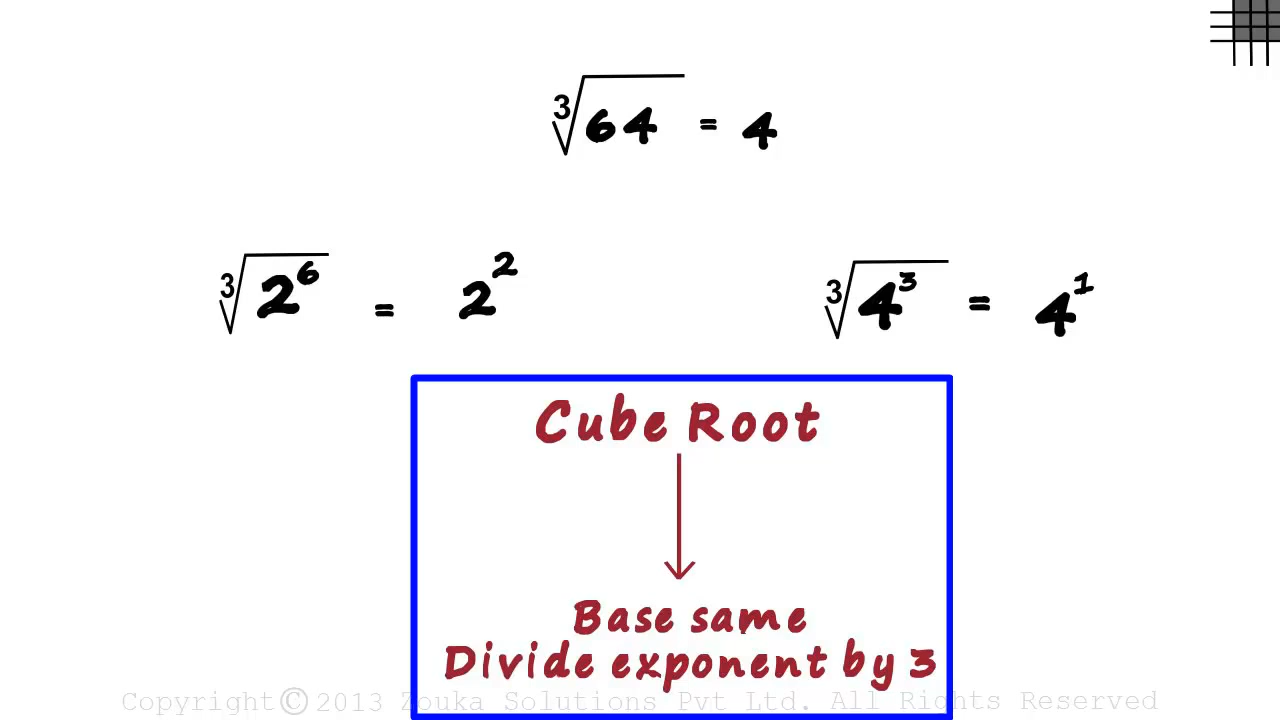 ∛64 = 4
∛2⁶ = 2²
∛4³ = 4¹
Cube Root
Base same
Divide exponent by 3
Copyright© 2013 Zouka Solutions Pvt Ltd. All Rights Reserved